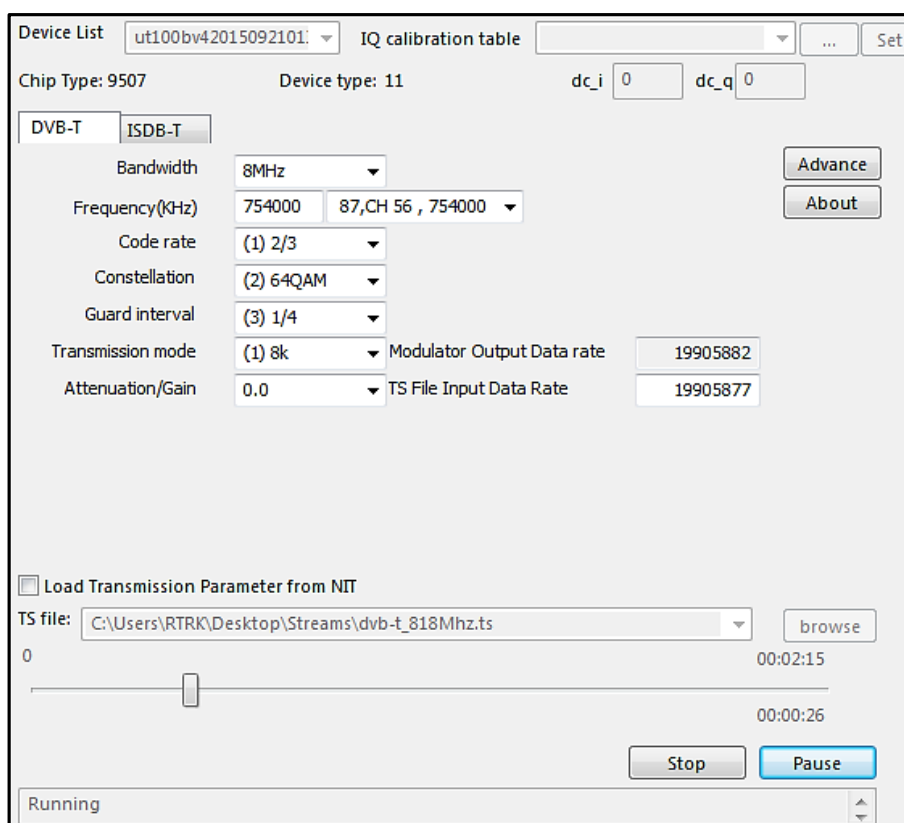 Device List ut100bv42015092101: IQ calibration table ... Set
Chip Type: 9507 Device type: 11 dc_i 0 dc_q 0
DVB-T ISDB-T
Bandwidth 8MHz Advance
Frequency(KHz) 754000 87,CH 56 , 754000 About
Code rate (1) 2/3
Constellation (2) 64QAM
Guard interval (3) 1/4
Transmission mode (1) 8k Modulator Output Data rate 19905882
Attenuation/Gain 0.0 TS File Input Data Rate 19905877
Load Transmission Parameter from NIT
TS file: C:\Users\RTRK\Desktop\Streams\dvb-t_818Mhz.ts browse
0 00:02:15
00:00:26
Stop Pause
Running